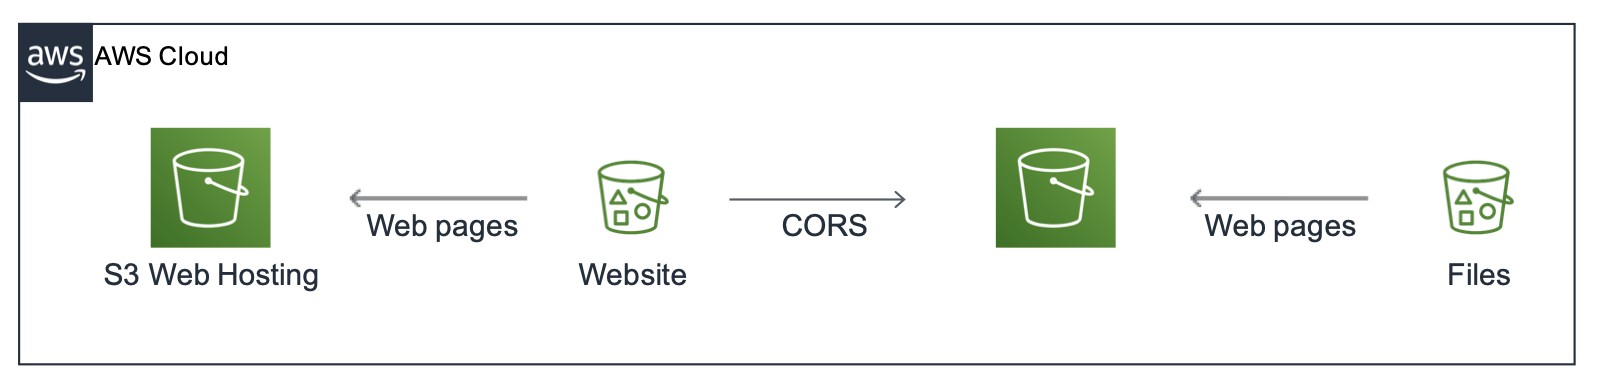 aws
AWS Cloud
Web pages
CORS
Web pages
S3 Web Hosting
Website
Files